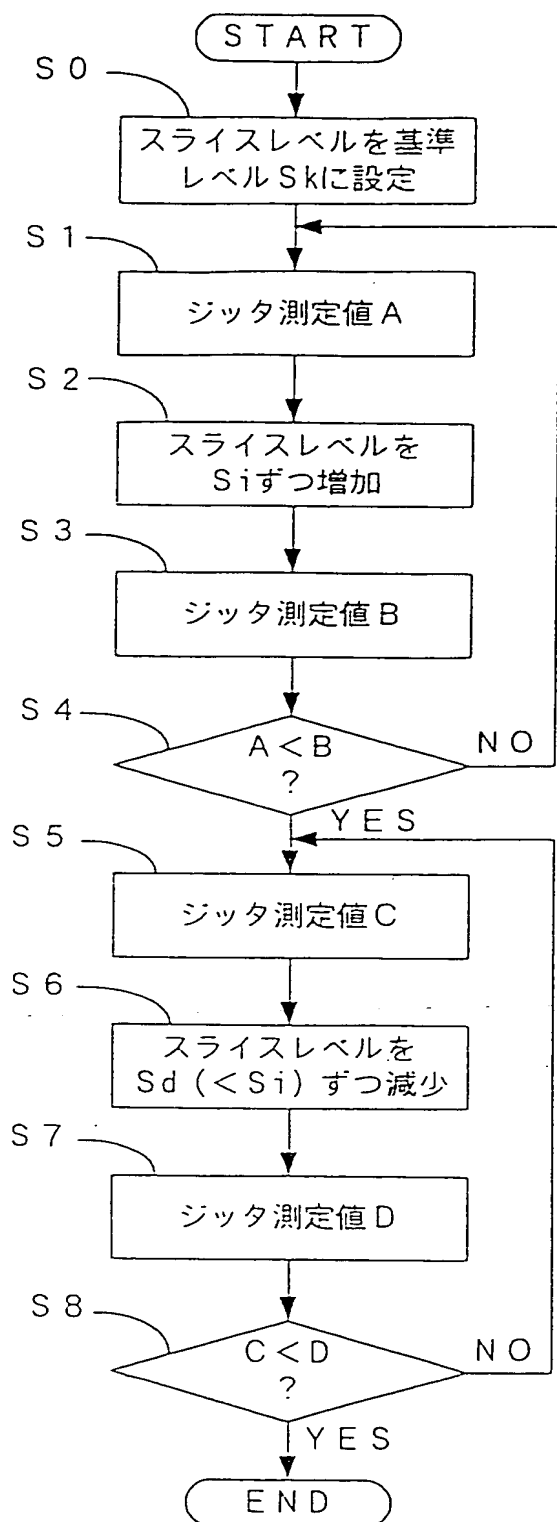 START
S0
スライスレベルを基準
レベルSkに設定
S1
ジッタ測定値A
S2
スライスレベルを
Siずつ増加
S3
ジッタ測定値B
S4
A<B
?
NO
YES
S5
ジッタ測定値C
S6
スライスレベルを
Sd(<Si)ずつ減少
S7
ジッタ測定値D
S8
C<D
?
NO
YES
END